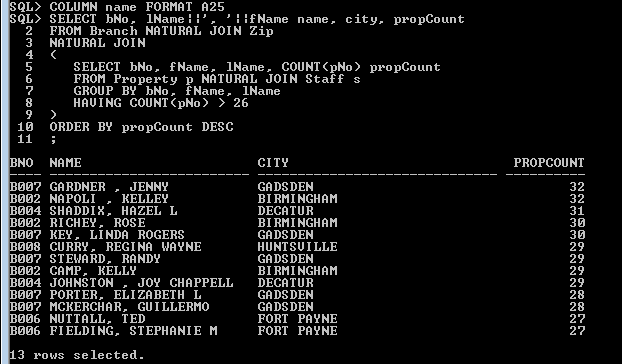 SQL> COLUMN name FORMAT A25
SQL> SELECT bNo, lName||', '||fName name, city, propCount
2 FROM Branch NATURAL JOIN Zip
3 NATURAL JOIN
4 (
5 SELECT bNo, fName, lName, COUNT(pNo) propCount
6 FROM Property p NATURAL JOIN Staff s
7 GROUP BY bNo, fName, lName
8 HAVING COUNT(pNo) > 26
9 )
10 ORDER BY propCount DESC
11 ;
BNO NAME CITY PROPCOUNT
----- ------------------------- ------------------------------ ----------
B007 GARDNER , JENNY GADSDEN 32
B002 NAPOLI , KELLEY BIRMINGHAM 32
B004 SHADDIX, HAZEL L DECATUR 31
B002 RICHEY, ROSE BIRMINGHAM 30
B007 KEY, LINDA ROGERS GADSDEN 30
B008 CURRY, REGINA WAYNE HUNTSVILLE 29
B007 STEWARD, RANDY GADSDEN 29
B002 CAMP, KELLY BIRMINGHAM 29
B004 JOHNSTON , JOY CHAPPELL DECATUR 29
B007 PORTER, ELIZABETH L GADSDEN 28
B007 MCKERCHAR, GUILLERMO GADSDEN 28
B006 NUTTALL, TED FORT PAYNE 27
B006 FIELDING, STEPHANIE M FORT PAYNE 27
13 rows selected.